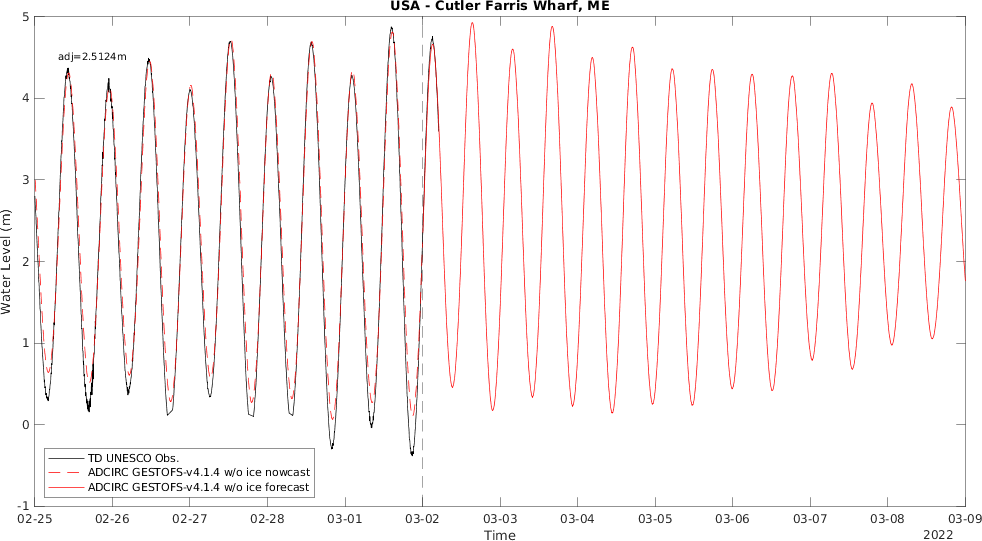 USA - Cutler Farris Wharf, ME
5
adj=2.5124m
4
3
2
1
0
-1
Water Level (m)
TD UNESCO Obs.
ADCIRC GESTOFS-v4.1.4 w/o ice nowcast
ADCIRC GESTOFS-v4.1.4 w/o ice forecast
02-25 02-26 02-27 02-28 03-01 03-02 03-03 03-04 03-05 03-06 03-07 03-08 03-09
Time
2022